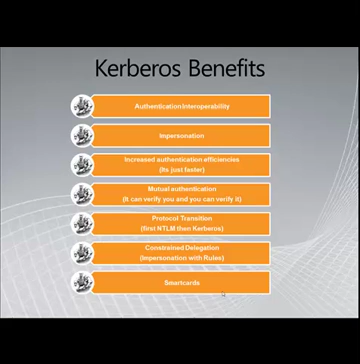 Kerberos Benefits
Authentication Interoperability
Impersonation
Increased authentication efficiencies
(Its just faster)
Mutual authentication
(It can verify you and you can verify it)
Protocol Transition
(first NTLM then Kerberos)
Constrained Delegation
(Impersonation with Rules)
Smartcards